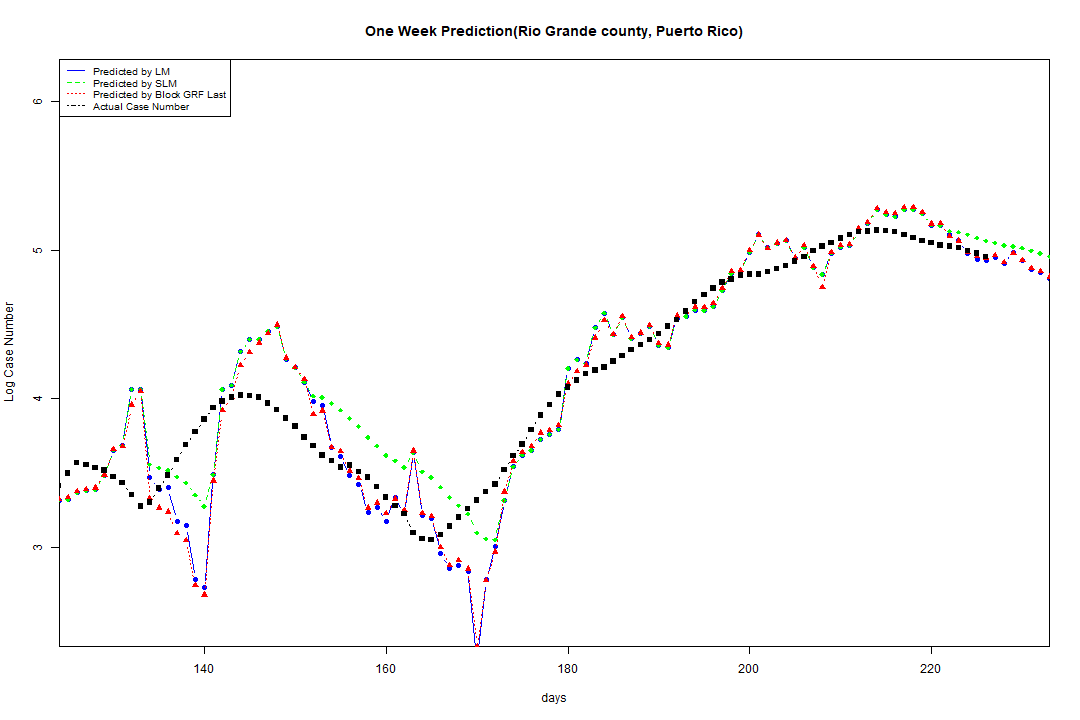 One Week Prediction(Rio Grande county, Puerto Rico)
Predicted by LM
Predicted by SLM
Predicted by Block GRF Last
Actual Case Number
6
5
4
3
Log Case Number
140 160 180 200 220
days